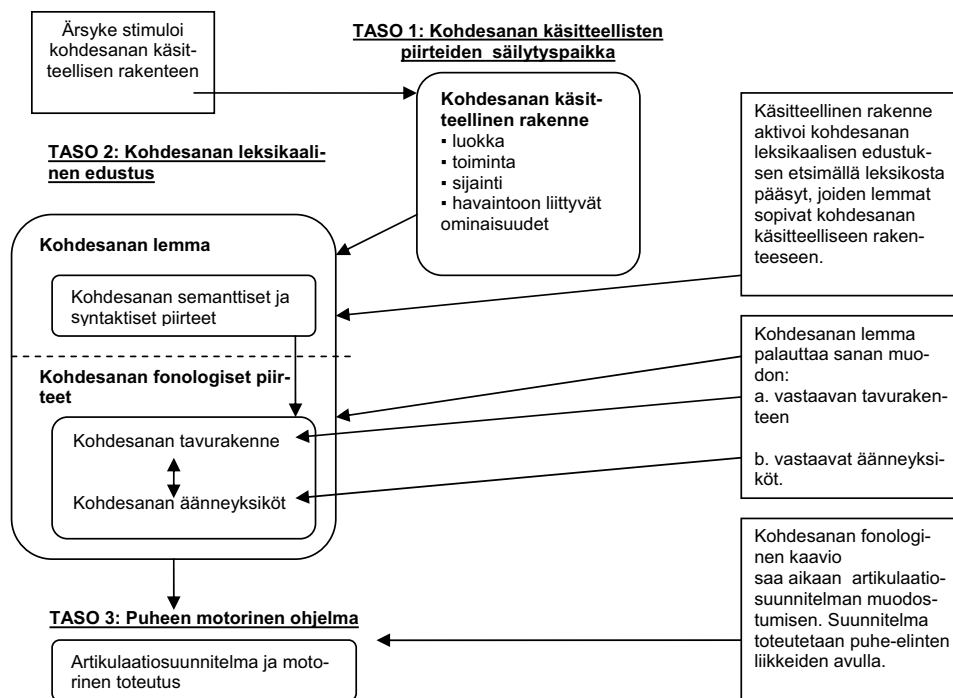 Ärsyke stimuloi
kohdesanan käsit-
teellisen rakenteen
TASO 1: Kohdesanan käsitteellisten
piirteiden säilytyspaikka
Kohdesanan käsit-
teellinen rakenne
▪ luokka
▪ toiminta
▪ sijainti
▪ havaintoon liittyvät
ominaisuudet
Käsitteellinen rakenne
aktivoi kohdesanan
leksikaalisen edustuk-
sen etsimällä leksikosta
pääsyt, joiden lemmat
sopivat kohdesanan
käsitteelliseen raken-
teeseen.
TASO 2: Kohdesanan leksikaali-
nen edustus
Kohdesanan lemma
Kohdesanan semanttiset ja
syntaktiset piirteet
Kohdesanan fonologiset piir-
teet
Kohdesanan tavurakenne
Kohdesanan äänneyksiköt
Kohdesanan lemma
palauttaa sanan muo-
don:
a. vastaavan tavuraken-
teen
b. vastaavat äänneyksi-
köt.
Kohdesanan fonologi-
nen kaavio
saa aikaan artikulaatio-
suunnitelman muodos-
tumisen. Suunnitelma
toteutetaan puhe-elinten
liikkeiden avulla.
TASO 3: Puheen motorinen ohjelma
Artikulaatiosuunnitelma ja moto-
rinen toteutus